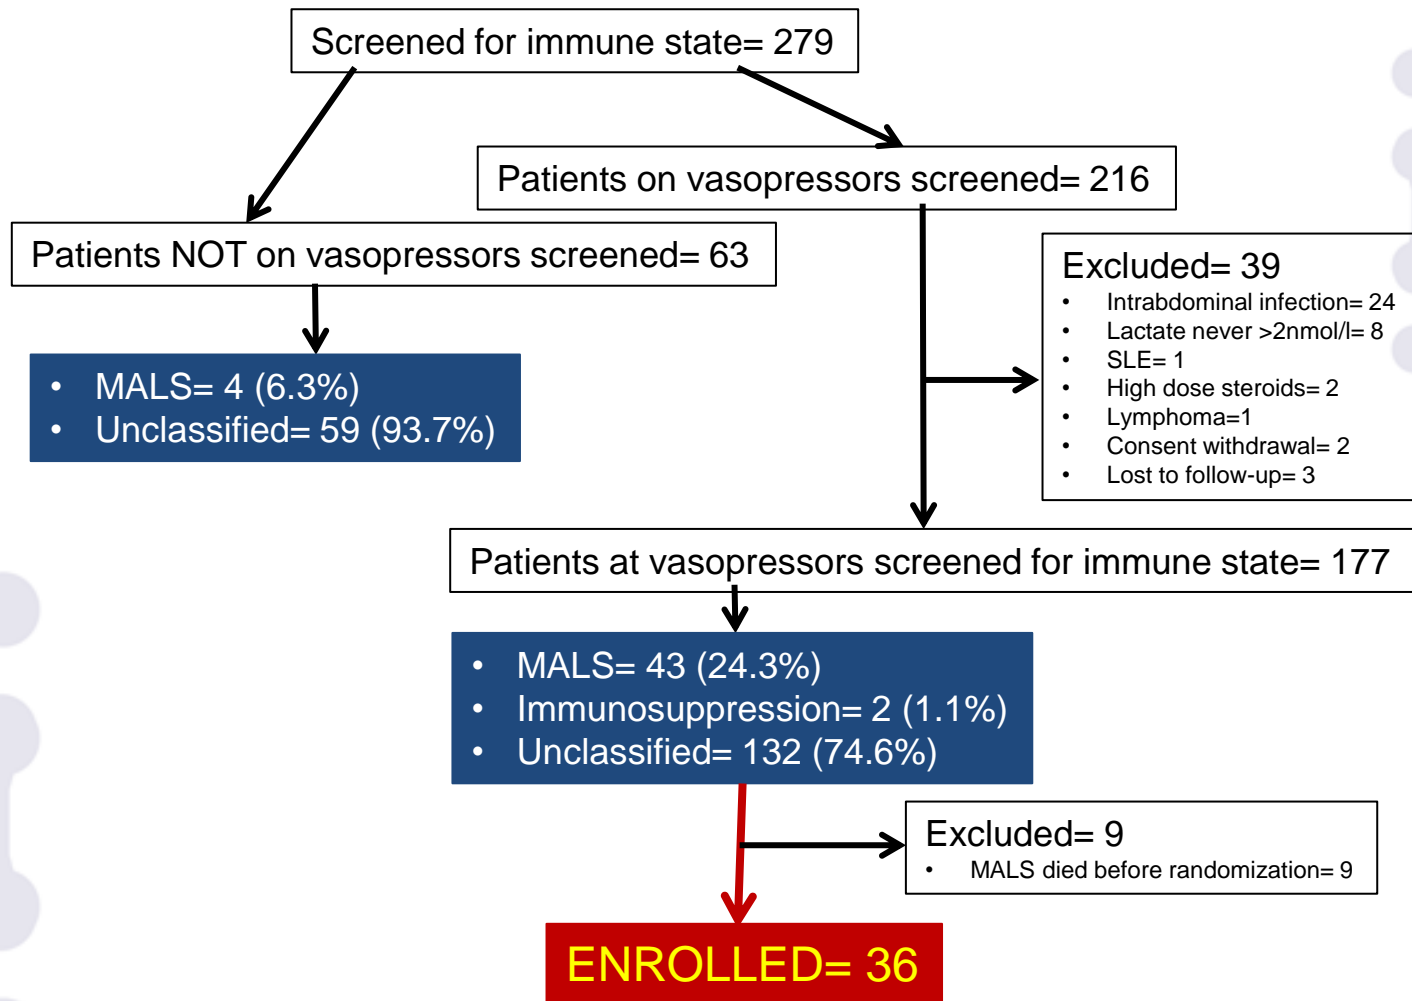 Screened for immune state= 279
Patients on vasopressors screened= 216
Patients NOT on vasopressors screened= 63
• MALS= 4 (6.3%)
• Unclassified= 59 (93.7%)
Excluded= 39
• Intrabdominal infection= 24
• Lactate never >2nmol/l= 8
• SLE= 1
• High dose steroids= 2
• Lymphoma=1
• Consent withdrawal= 2
• Lost to follow-up= 3
Patients at vasopressors screened for immune state= 177
• MALS= 43 (24.3%)
• Immunosuppression= 2 (1.1%)
• Unclassified= 132 (74.6%)
Excluded= 9
• MALS died before randomization= 9
ENROLLED= 36